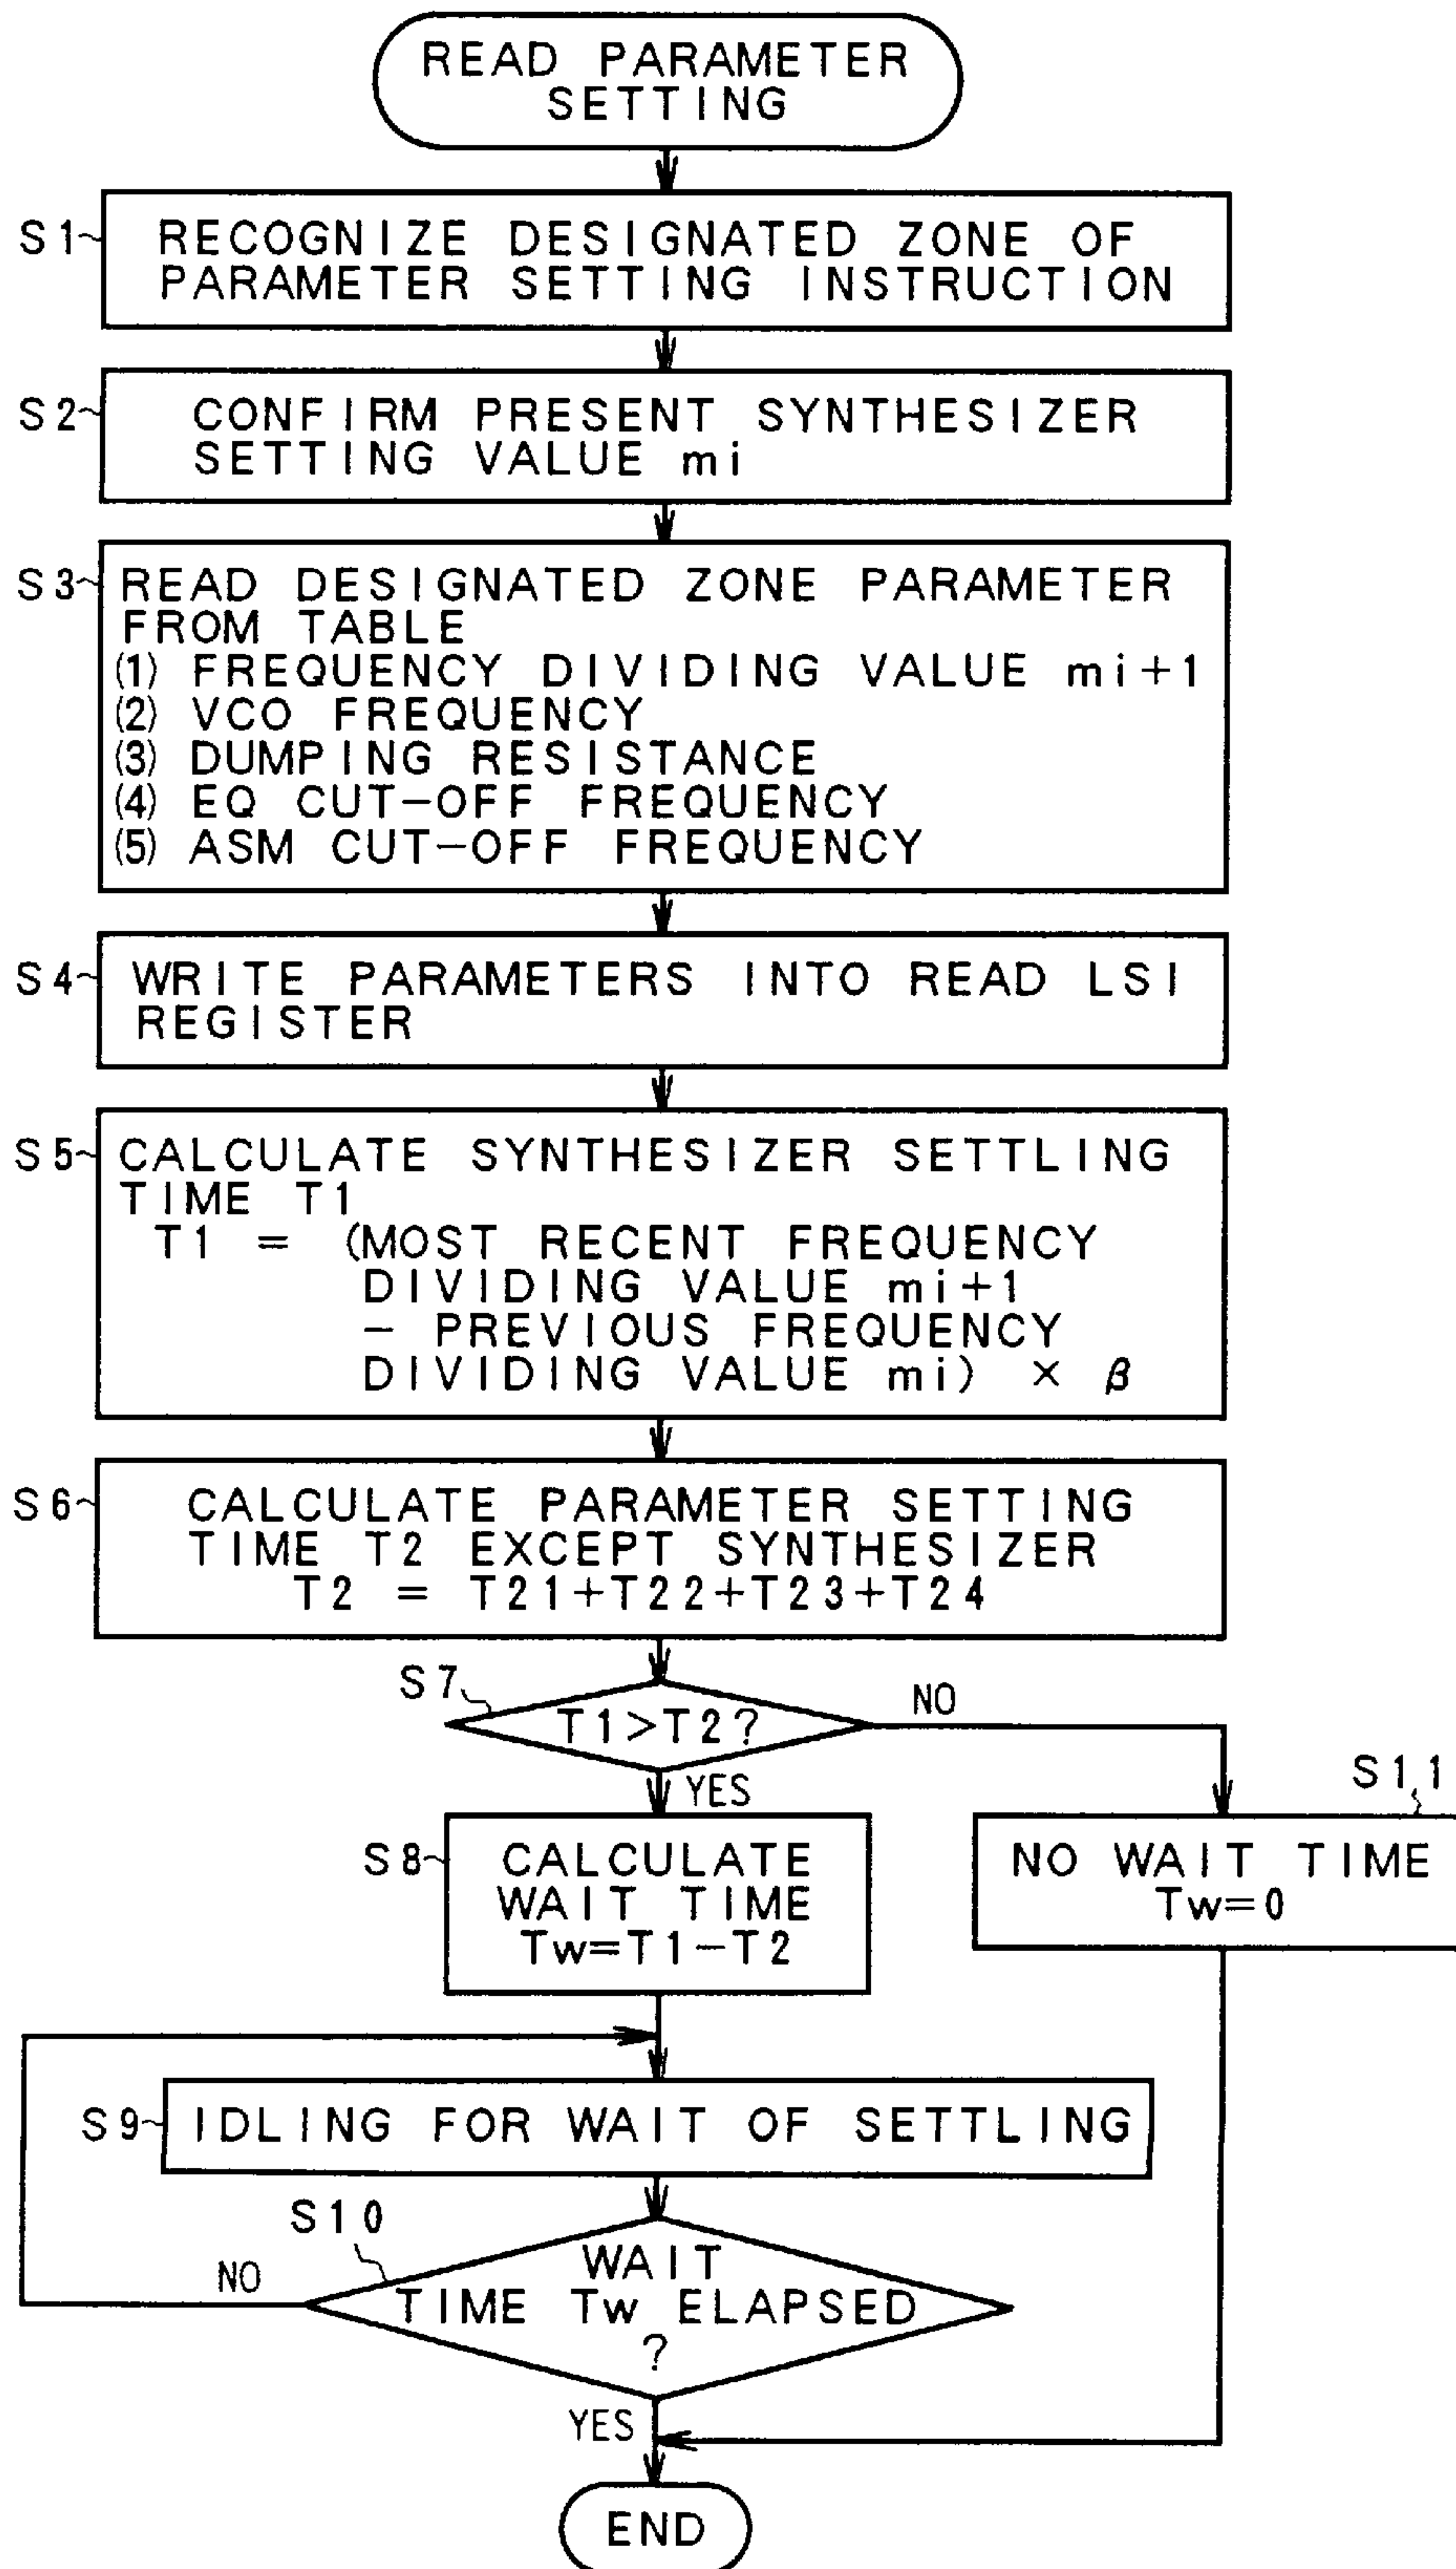 READ PARAMETER
SETTING
S1
RECOGNIZE DESIGNATED ZONE OF
PARAMETER SETTING INSTRUCTION
S2
CONFIRM PRESENT SYNTHESIZER
SETTING VALUE mi
S3
READ DESIGNATED ZONE PARAMETER
FROM TABLE
(1) FREQUENCY DIVIDING VALUE mi+1
(2) VCO FREQUENCY
(3) DUMPING RESISTANCE
(4) EQ CUT-OFF FREQUENCY
(5) ASM CUT-OFF FREQUENCY
S4
WRITE PARAMETERS INTO READ LSI
REGISTER
S5
CALCULATE SYNTHESIZER SETTLING
TIME T1
T1 = (MOST RECENT FREQUENCY
DIVIDING VALUE mi+1
- PREVIOUS FREQUENCY
DIVIDING VALUE mi) × β
S6
CALCULATE PARAMETER SETTING
TIME T2 EXCEPT SYNTHESIZER
T2 = T21+T22+T23+T24
S7
T1>T2?
NO
YES
S8
CALCULATE
WAIT TIME
Tw=T1-T2
S11
NO WAIT TIME
Tw=0
S9
IDLING FOR WAIT OF SETTLING
S10
WAIT
TIME Tw ELAPSED
?
NO
YES
END